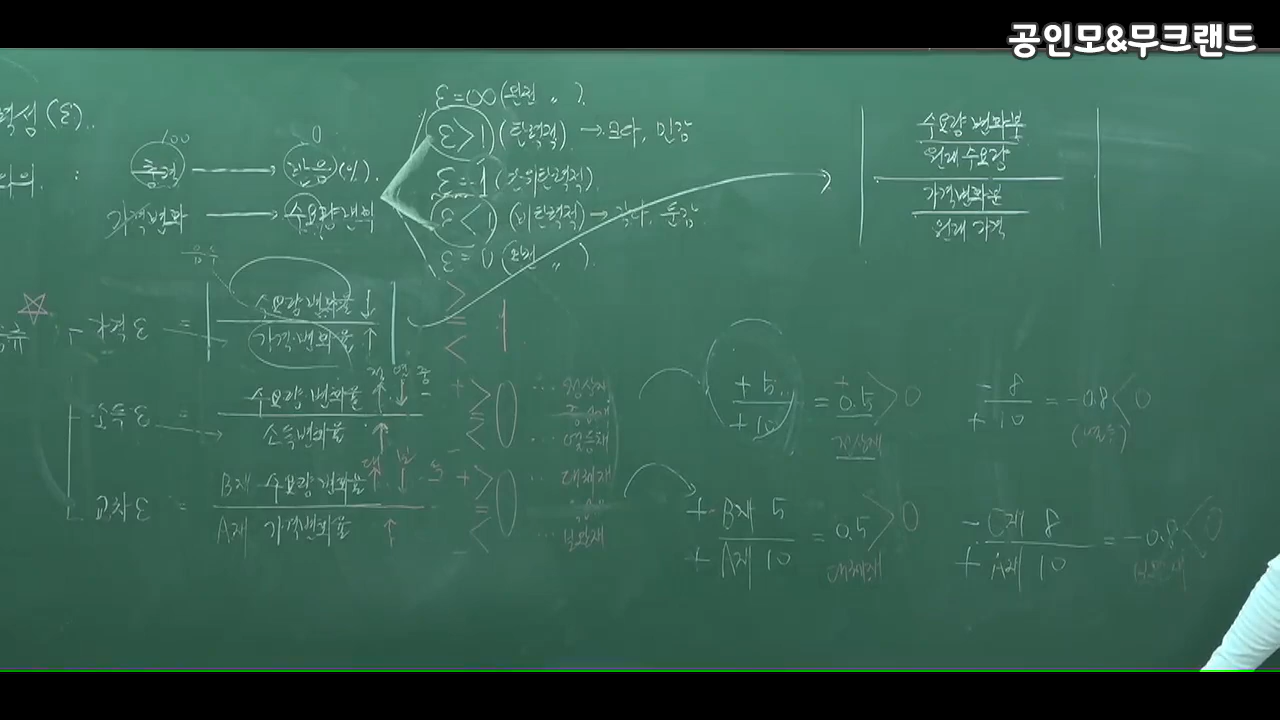 공인모&무크랜드
ε=∞ (완전 〃 ).
력성 (ε).
100
0
ε>1 (탄력적) → 크다, 민감
충격 → 반응 (%).
ε=1 (단위탄력적).
가격변화 → 수요량변화
ε<1 (비탄력적) → 작다, 둔감
ε=0 (완전 〃 ).
수요량 변화분
원래 수요량
가격변화분
원래 가격
가격 ε = | 수요량 변화율 ↓
가격변화율 ↑ |
> = < 1
소득 ε = 수요량 변화율
소득변화율
+ > = < - 0
정상재
중립재
열등재
교차 ε = B재 수요량 변화율
A재 가격변화율
+ > = < - 0
대체재
보완재
+ 5
+ 10
= + 0.5 > 0
정상재
- 8
+ 10
= -0.8 < 0
+ B재 5
+ A재 10
= 0.5 > 0
대체재
- C재 8
+ A재 10
= -0.8 < 0
보완재